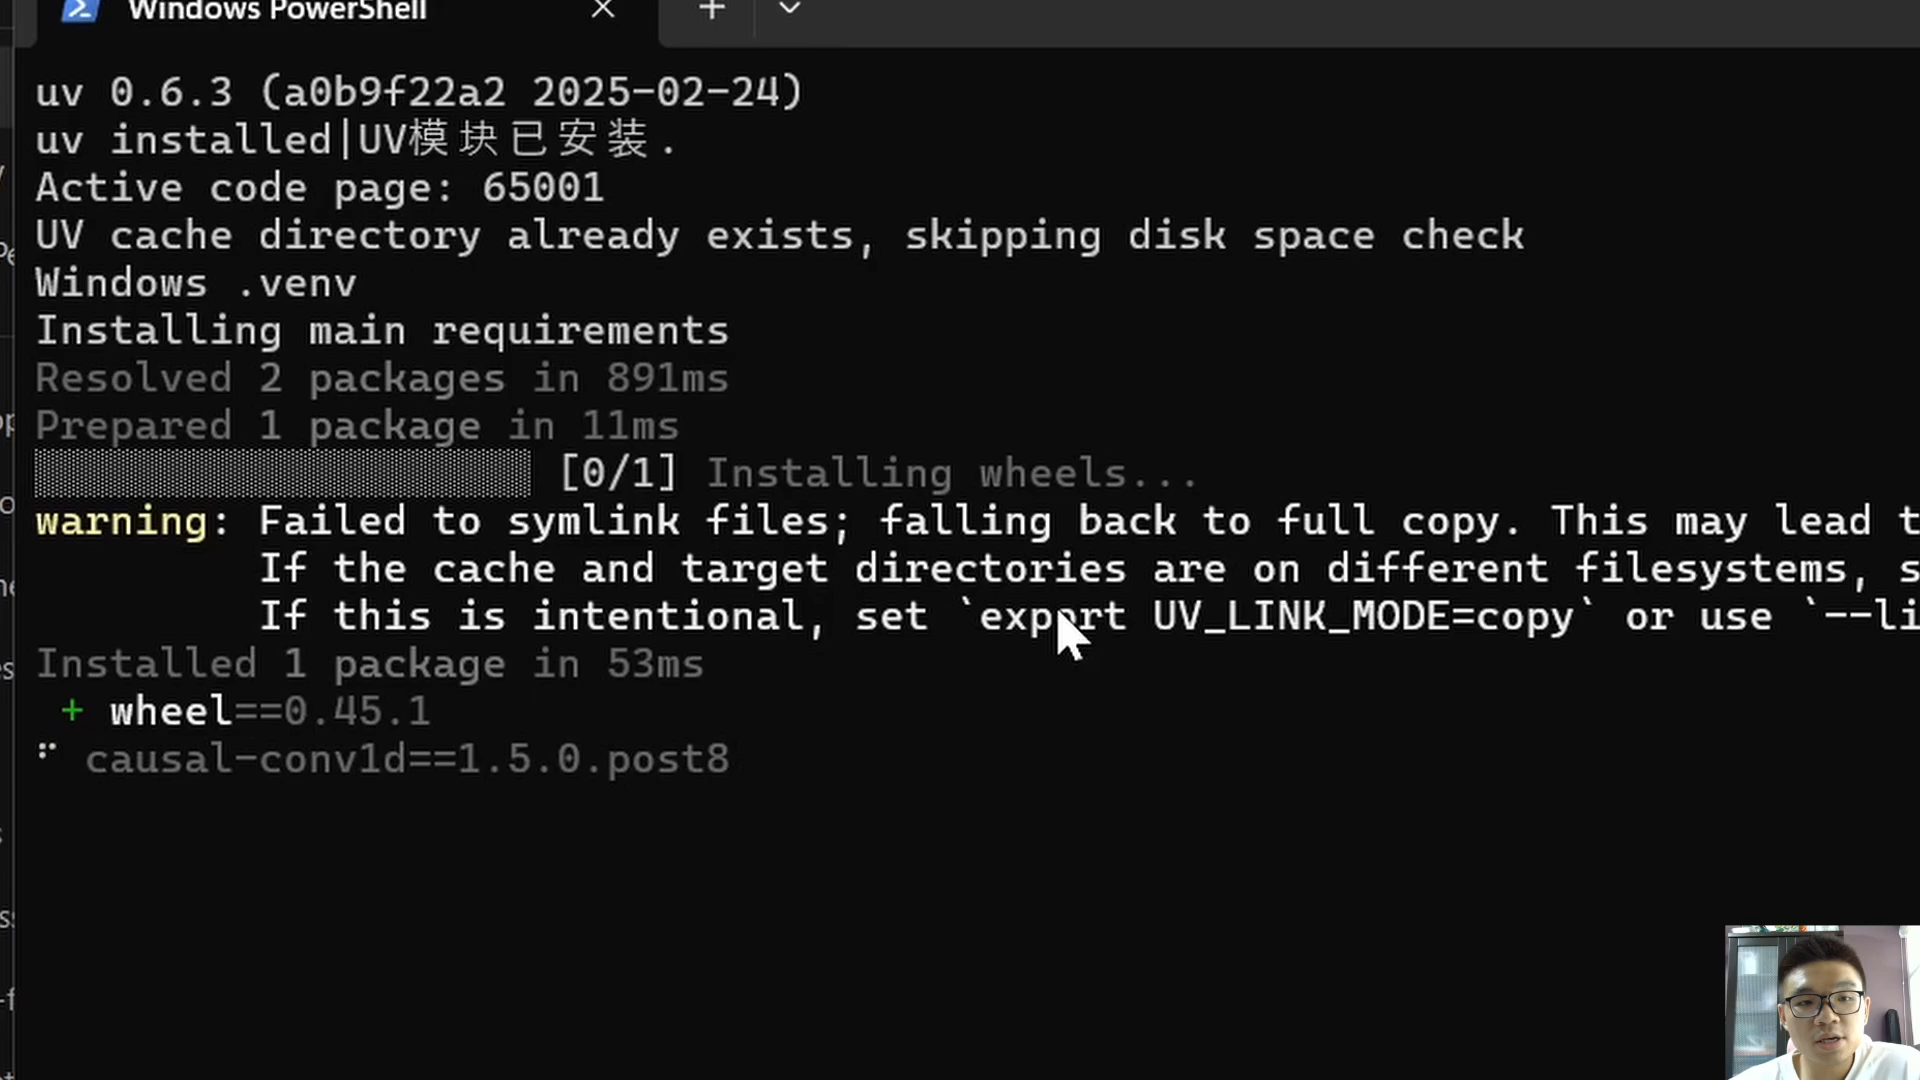 Windows PowerShell
uv 0.6.3 (a0b9f22a2 2025-02-24)
uv installed|UV模块已安装.
Active code page: 65001
UV cache directory already exists, skipping disk space check
Windows .venv
Installing main requirements
Resolved 2 packages in 891ms
Prepared 1 package in 11ms
[0/1] Installing wheels...
warning: Failed to symlink files; falling back to full copy. This may lead
If the cache and target directories are on different filesystems,
If this is intentional, set `export UV_LINK_MODE=copy` or use `--li
Installed 1 package in 53ms
+ wheel==0.45.1
causal-conv1d==1.5.0.post8